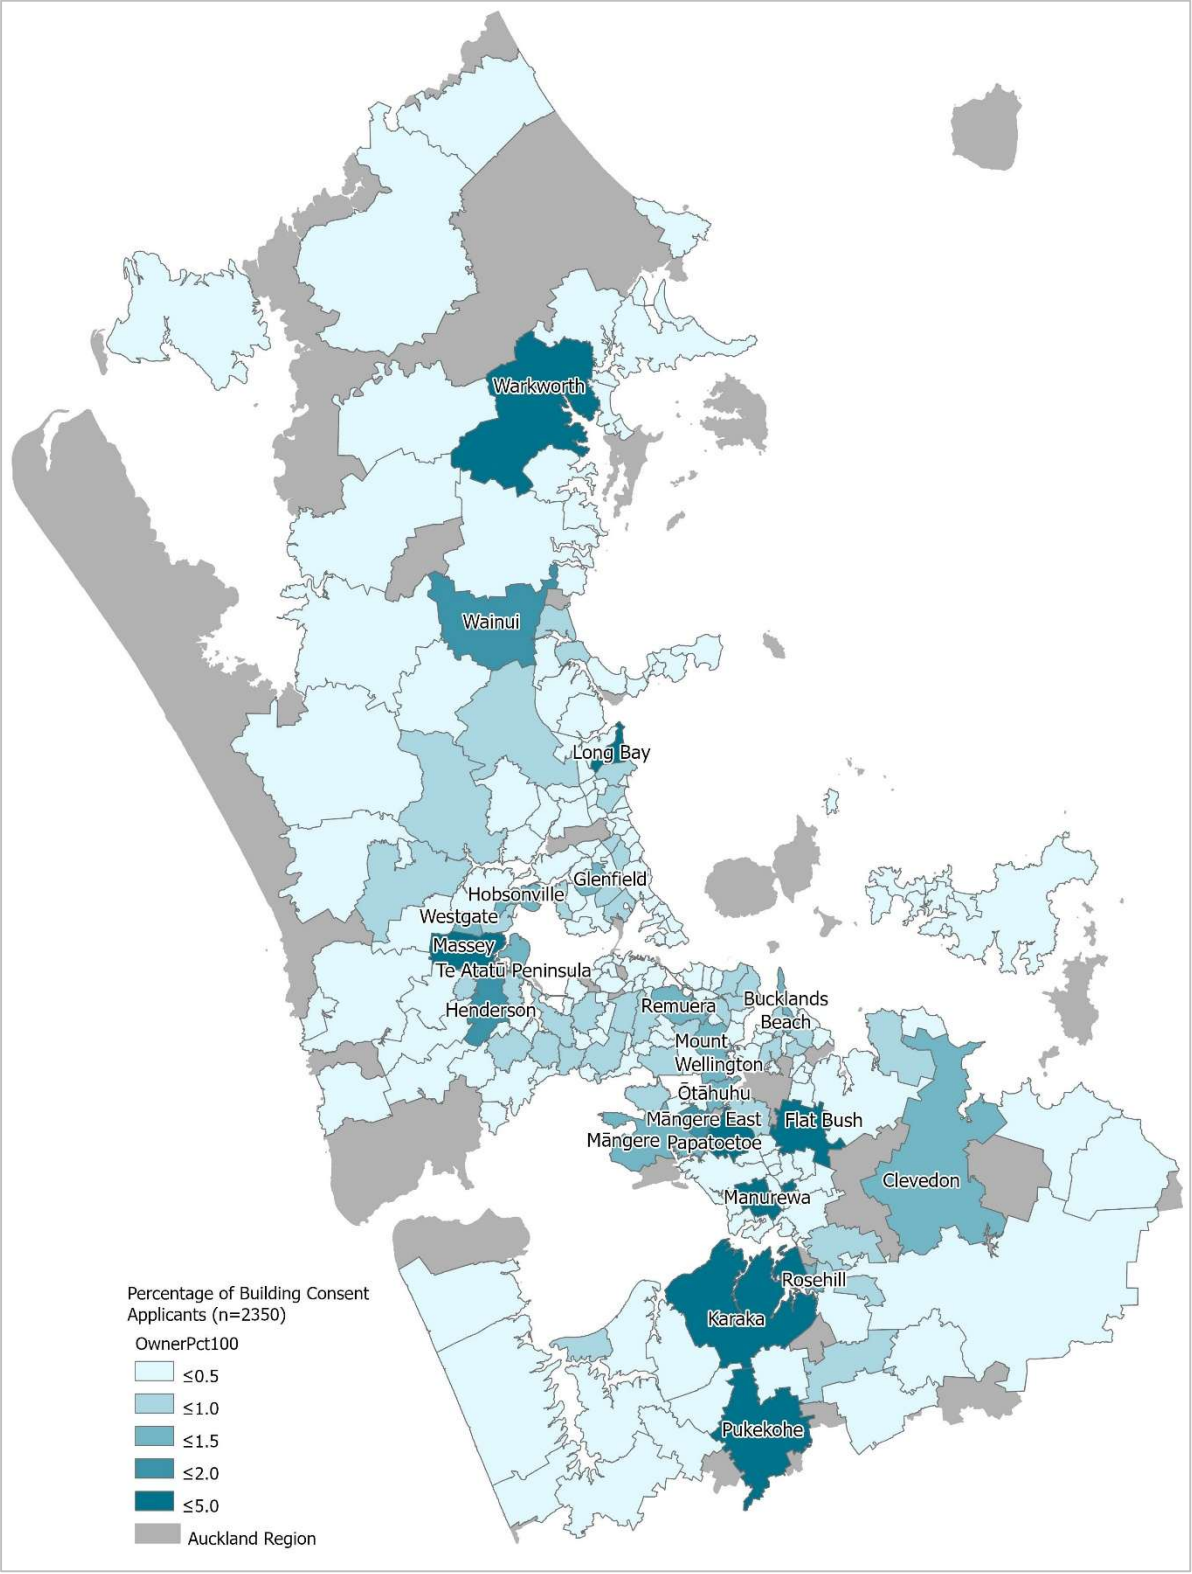 Warkworth
Wainui
Long Bay
Glenfield
Hobsonville
Westgate
Massey
Te Atatū Peninsula
Henderson
Remuera
Bucklands
Beach
Mount
Wellington
Ōtāhuhu
Māngere East
Flat Bush
Māngere
Papatoetoe
Clevedon
Manurewa
Rosehill
Karaka
Pukekohe
Percentage of Building Consent
Applicants (n=2350)
OwnerPct100
≤0.5
≤1.0
≤1.5
≤2.0
≤5.0
Auckland Region